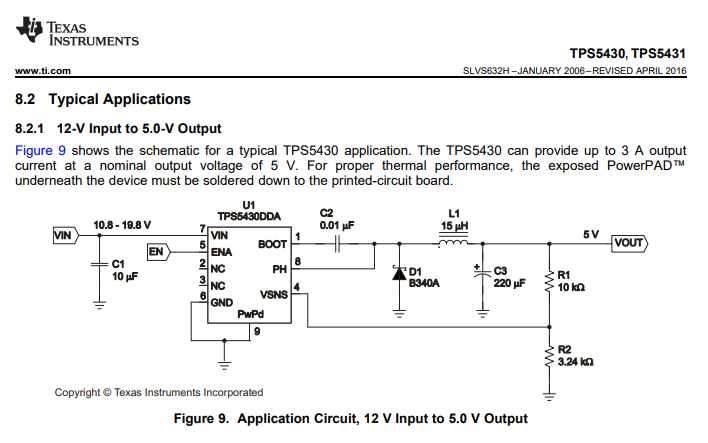 TEXAS
INSTRUMENTS
TPS5430, TPS5431
www.ti.com
SLVS632H –JANUARY 2006–REVISED APRIL 2016
8.2 Typical Applications
8.2.1 12-V Input to 5.0-V Output
Figure 9 shows the schematic for a typical TPS5430 application. The TPS5430 can provide up to 3 A output
current at a nominal output voltage of 5 V. For proper thermal performance, the exposed PowerPAD™
underneath the device must be soldered down to the printed-circuit board.
U1
TPS5430DDA
C2
0.01 µF
L1
15 µH
10.8 - 19.8 V
VIN
5 V
VOUT
7 VIN
EN
5 ENA
BOOT 1
2 NC
PH 8
3 NC
VSNS 4
6 GND
PwPd
9
C1
10 µF
D1
B340A
+
C3
220 µF
R1
10 kΩ
R2
3.24 kΩ
Copyright © Texas Instruments Incorporated
Figure 9. Application Circuit, 12 V Input to 5.0 V Output